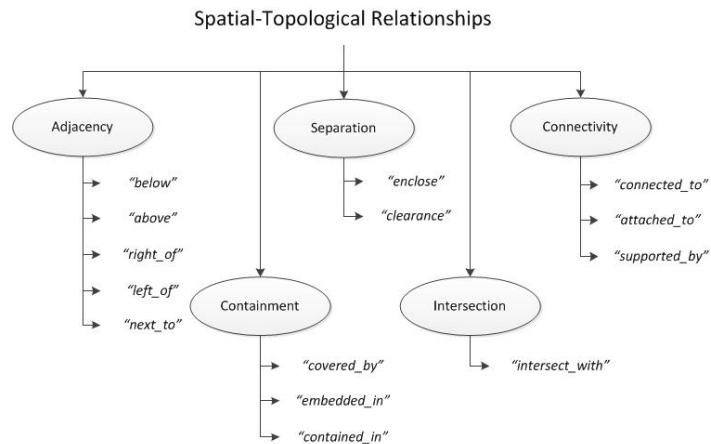 Spatial-Topological Relationships
Adjacency
“below”
“above”
“right_of”
“left_of”
“next_to”
Containment
“covered_by”
“embedded_in”
“contained_in”
Separation
“enclose”
“clearance”
Intersection
“intersect_with”
Connectivity
“connected_to”
“attached_to”
“supported_by”